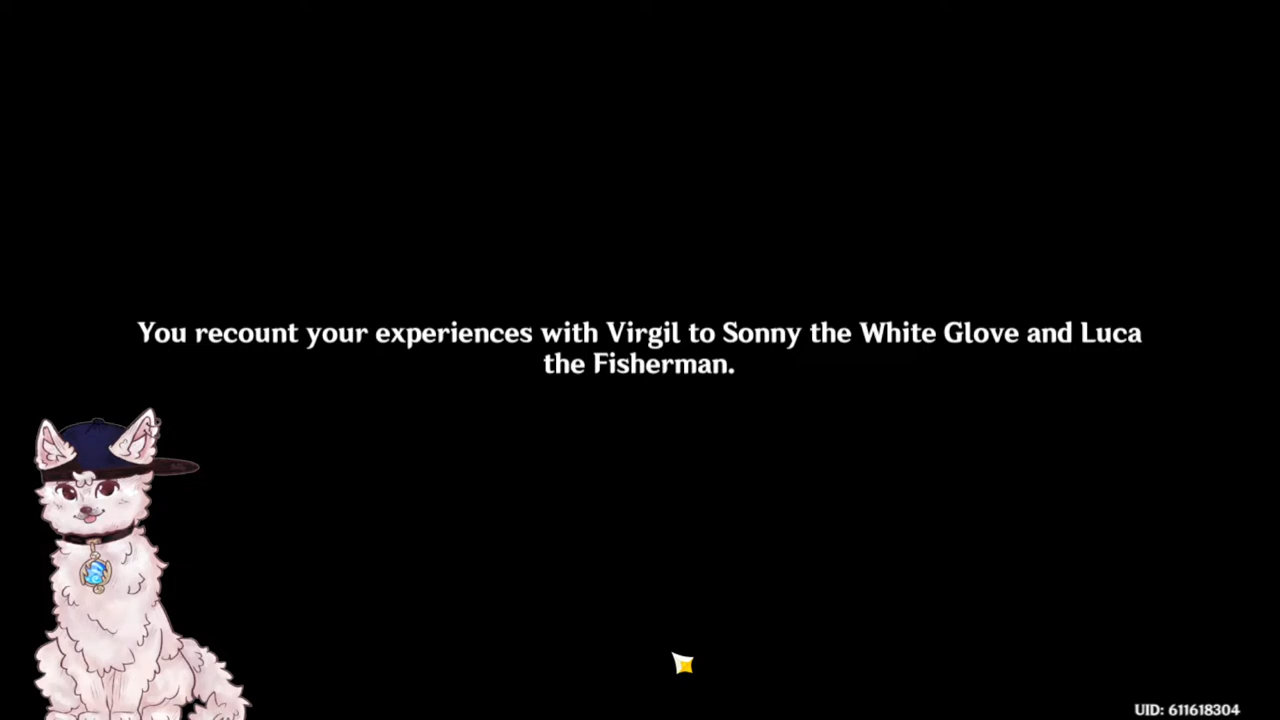 You recount your experiences with Virgil to Sonny the White Glove and Luca
the Fisherman.
UID: 611618304